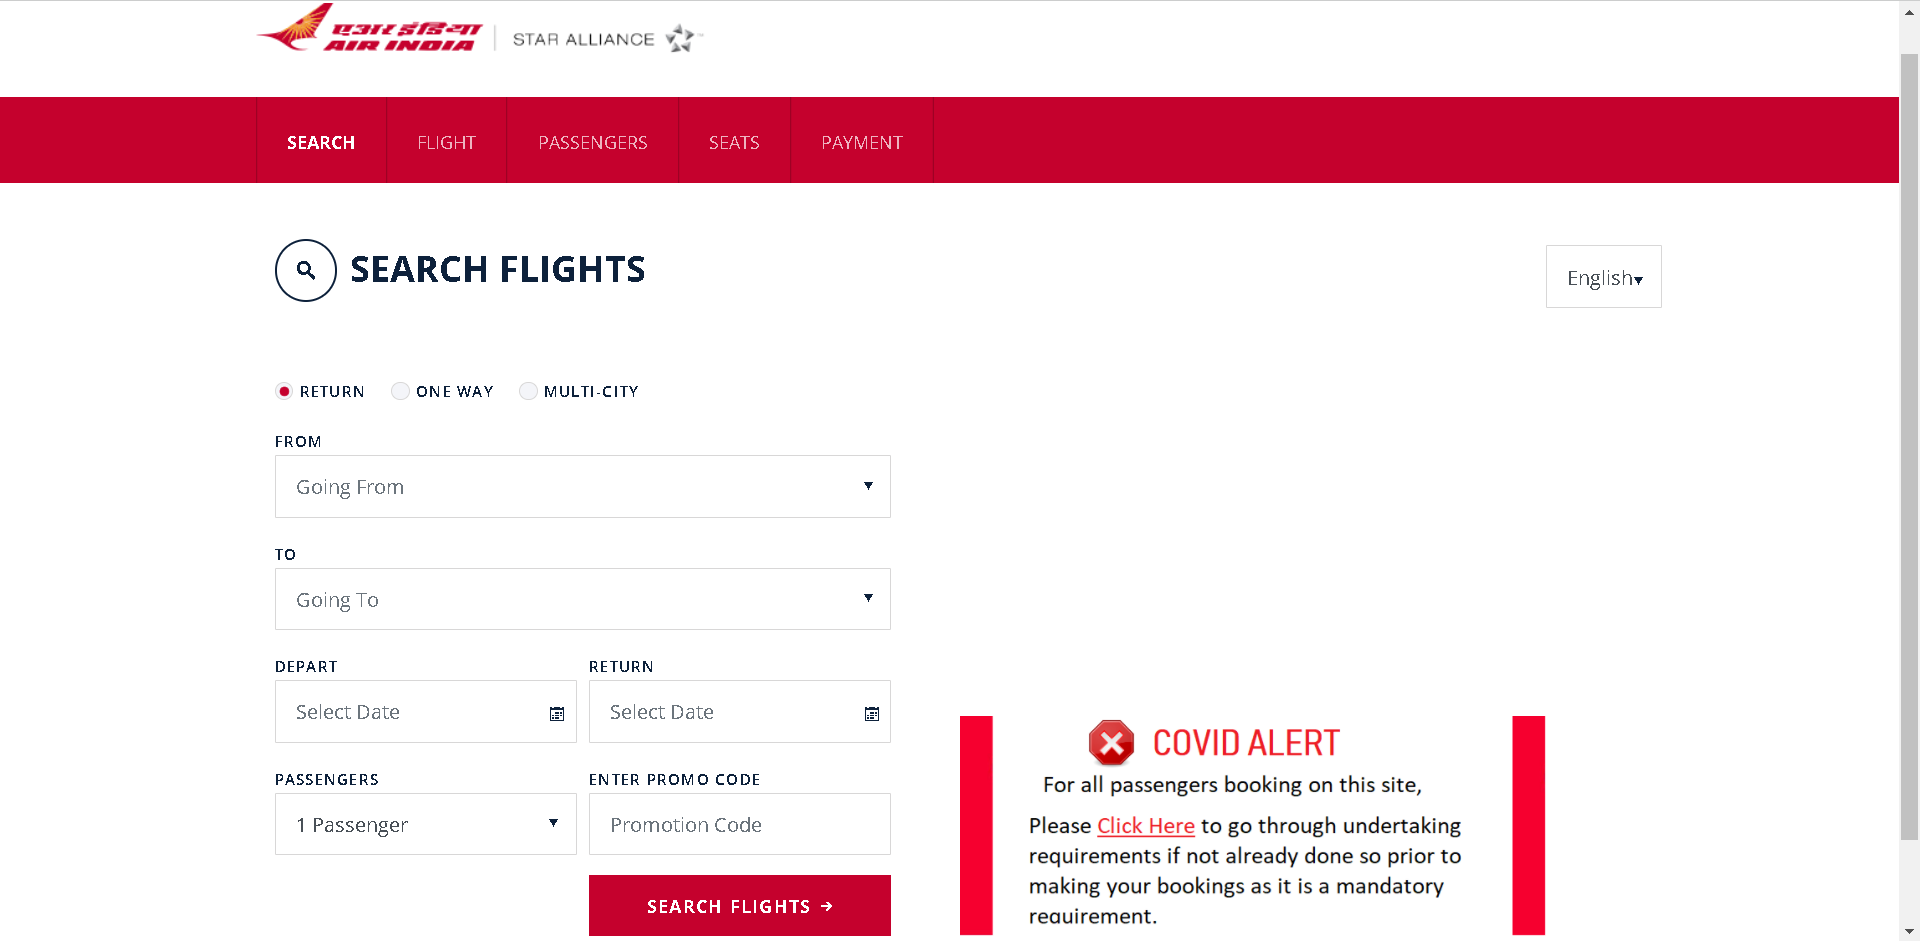 एअर इंडिया
AIR INDIA
STAR ALLIANCE
SEARCH
FLIGHT
PASSENGERS
SEATS
PAYMENT
SEARCH FLIGHTS
English
RETURN
ONE WAY
MULTI-CITY
FROM
Going From
TO
Going To
DEPART
RETURN
Select Date
Select Date
PASSENGERS
ENTER PROMO CODE
1 Passenger
Promotion Code
SEARCH FLIGHTS →
COVID ALERT
For all passengers booking on this site,
Please Click Here to go through undertaking
requirements if not already done so prior to
making your bookings as it is a mandatory
requirement.